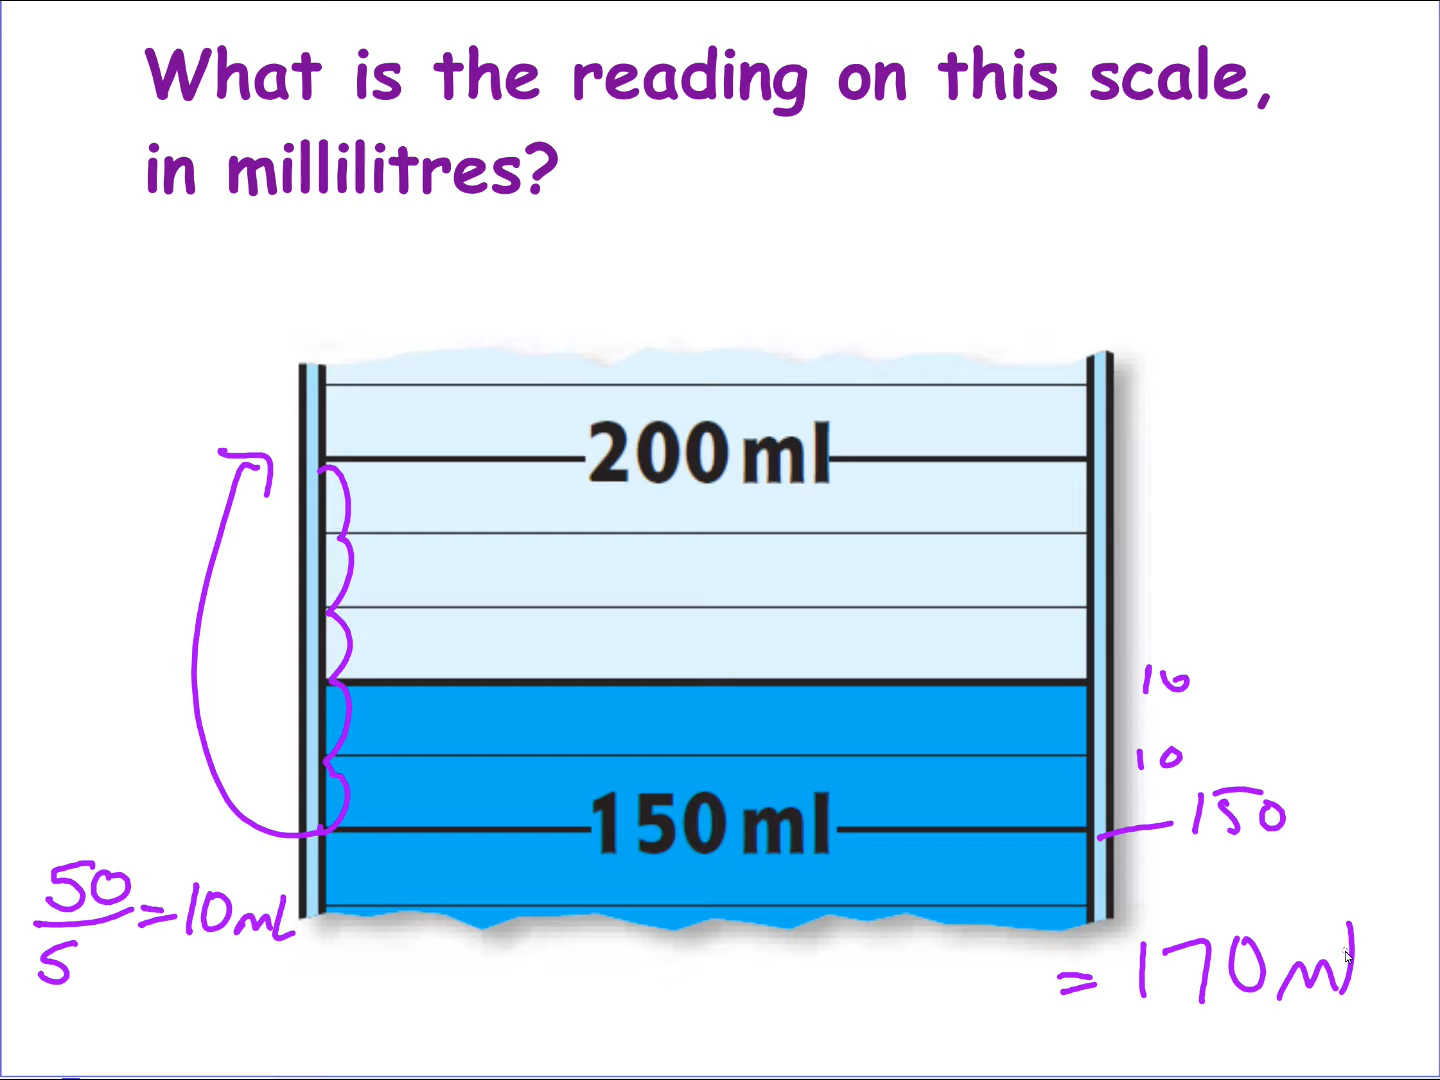 What is the reading on this scale,
in millilitres?
200 ml
10
10
150 ml
150
50
5
=10mL
=170ml